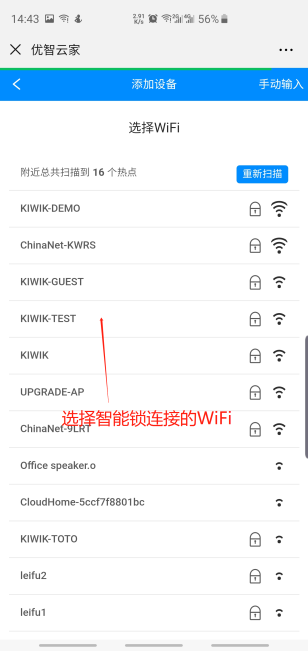 14:43
2.91 K/s
4G 56%
优智云家
添加设备
手动输入
选择WiFi
附近总共扫描到 16 个热点
重新扫描
KIWIK-DEMO
ChinaNet-KWRS
KIWIK-GUEST
KIWIK-TEST
KIWIK
UPGRADE-AP
选择智能锁连接的WiFi
ChinaNet-9LRT
Office speaker.o
CloudHome-5ccf7f8801bc
KIWIK-TOTO
leifu2
leifu1